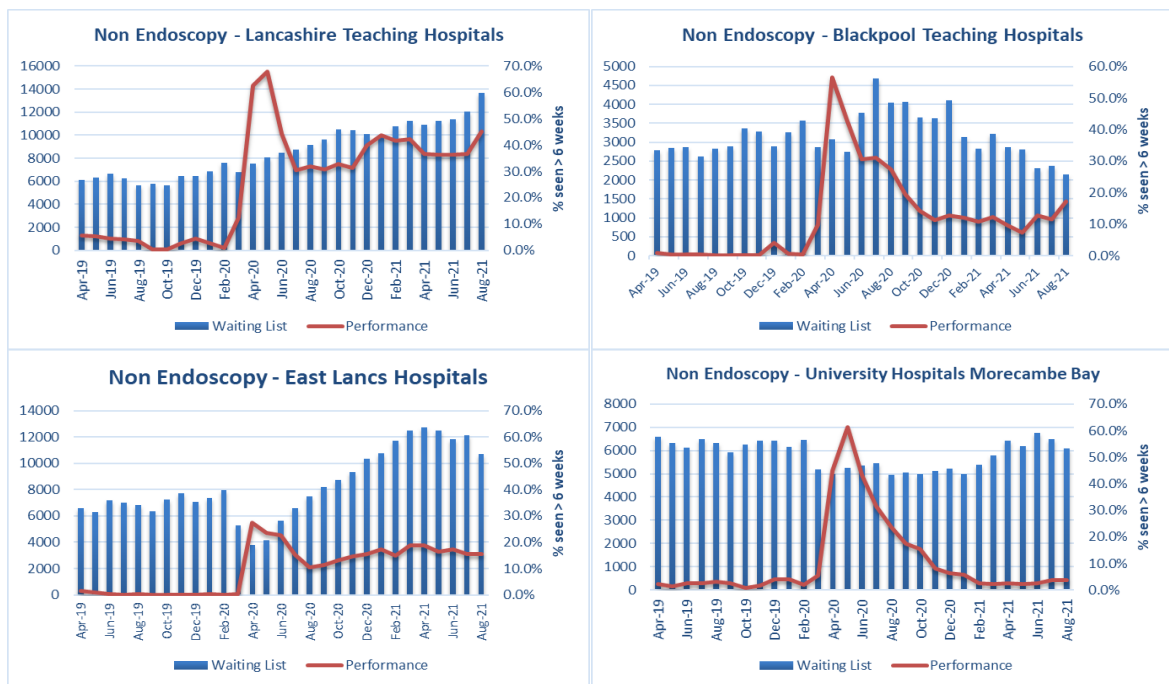 Non Endoscopy - Lancashire Teaching Hospitals
16000
14000
12000
10000
8000
6000
4000
2000
0
70.0%
60.0%
50.0%
40.0%
30.0%
20.0%
10.0%
0.0%
% seen > 6 weeks
Apr-19
Jun-19
Aug-19
Oct-19
Dec-19
Feb-20
Apr-20
Jun-20
Aug-20
Oct-20
Dec-20
Feb-21
Apr-21
Jun-21
Aug-21
Waiting List
Performance
Non Endoscopy - Blackpool Teaching Hospitals
5000
4500
4000
3500
3000
2500
2000
1500
1000
500
0
60.0%
50.0%
40.0%
30.0%
20.0%
10.0%
0.0%
% seen > 6 weeks
Apr-19
Jun-19
Aug-19
Oct-19
Dec-19
Feb-20
Apr-20
Jun-20
Aug-20
Oct-20
Dec-20
Feb-21
Apr-21
Jun-21
Aug-21
Waiting List
Performance
Non Endoscopy - East Lancs Hospitals
14000
12000
10000
8000
6000
4000
2000
0
70.0%
60.0%
50.0%
40.0%
30.0%
20.0%
10.0%
0.0%
% seen > 6 weeks
Apr-19
Jun-19
Aug-19
Oct-19
Dec-19
Feb-20
Apr-20
Jun-20
Aug-20
Oct-20
Dec-20
Feb-21
Apr-21
Jun-21
Aug-21
Waiting List
Performance
Non Endoscopy - University Hospitals Morecambe Bay
8000
7000
6000
5000
4000
3000
2000
1000
0
70.0%
60.0%
50.0%
40.0%
30.0%
20.0%
10.0%
0.0%
% seen > 6 weeks
Apr-19
Jun-19
Aug-19
Oct-19
Dec-19
Feb-20
Apr-20
Jun-20
Aug-20
Oct-20
Dec-20
Feb-21
Apr-21
Jun-21
Aug-21
Waiting List
Performance